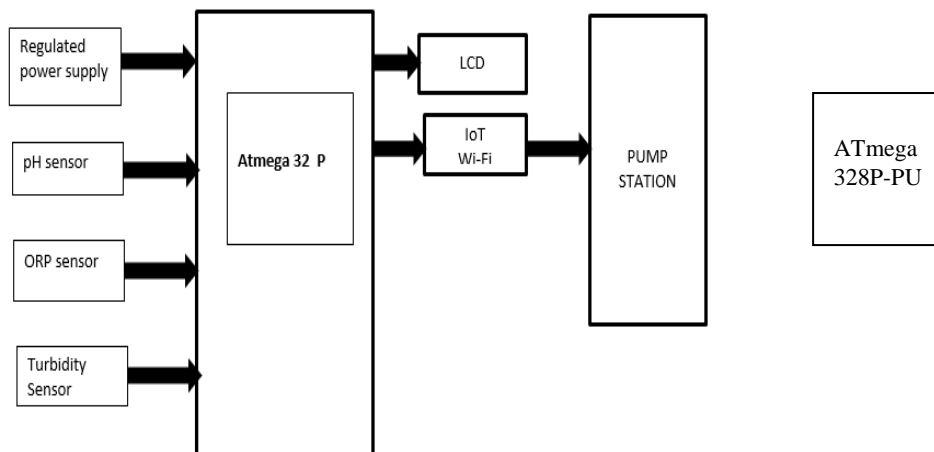 Regulated
power supply
pH sensor
ORP sensor
Turbidity
Sensor
Atmega 32 P
LCD
IoT
Wi-Fi
PUMP
STATION
ATmega
328P-PU